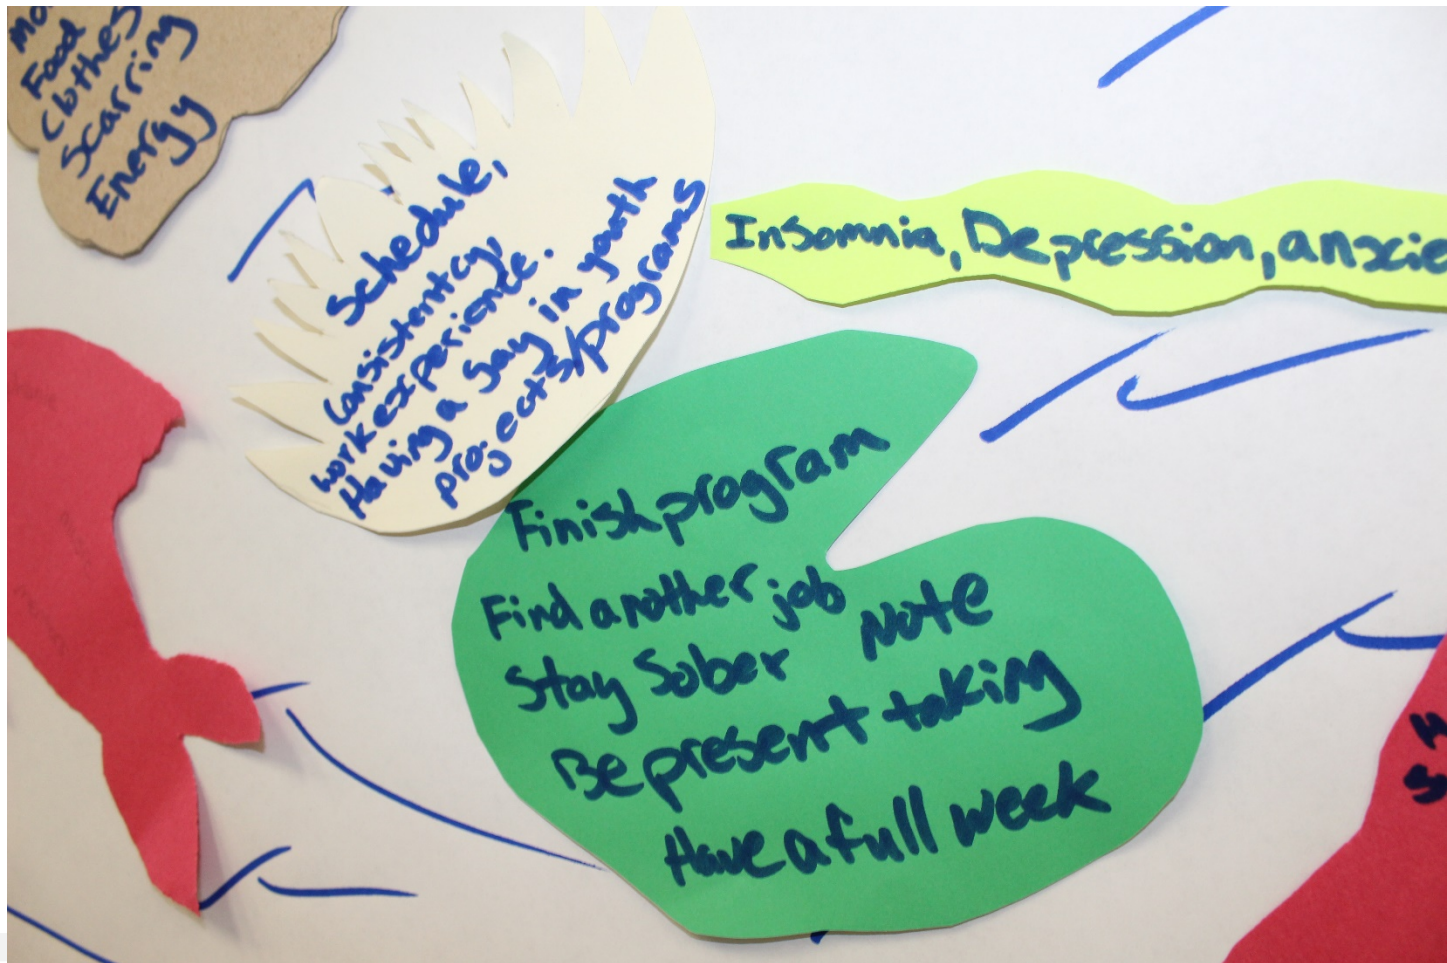 Food
Clothes
Scarring
Energy
Schedule,
Consistentcy,
work experience.
Having a say in youth
projects/programs
Insomnia, Depression, anxie
Finish program
Find another job
Stay Sober Note
Be present taking
Have a full week